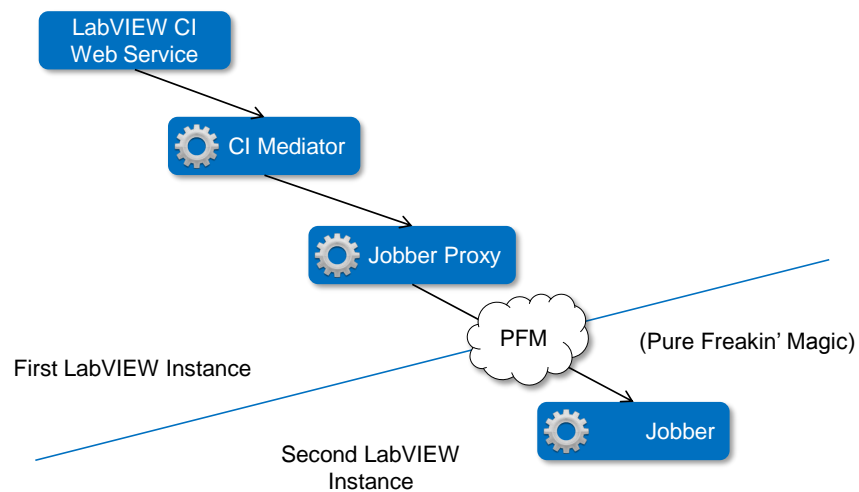 LabVIEW CI
Web Service
CI Mediator
Jobber Proxy
PFM
(Pure Freakin’ Magic)
First LabVIEW Instance
Jobber
Second LabVIEW
Instance